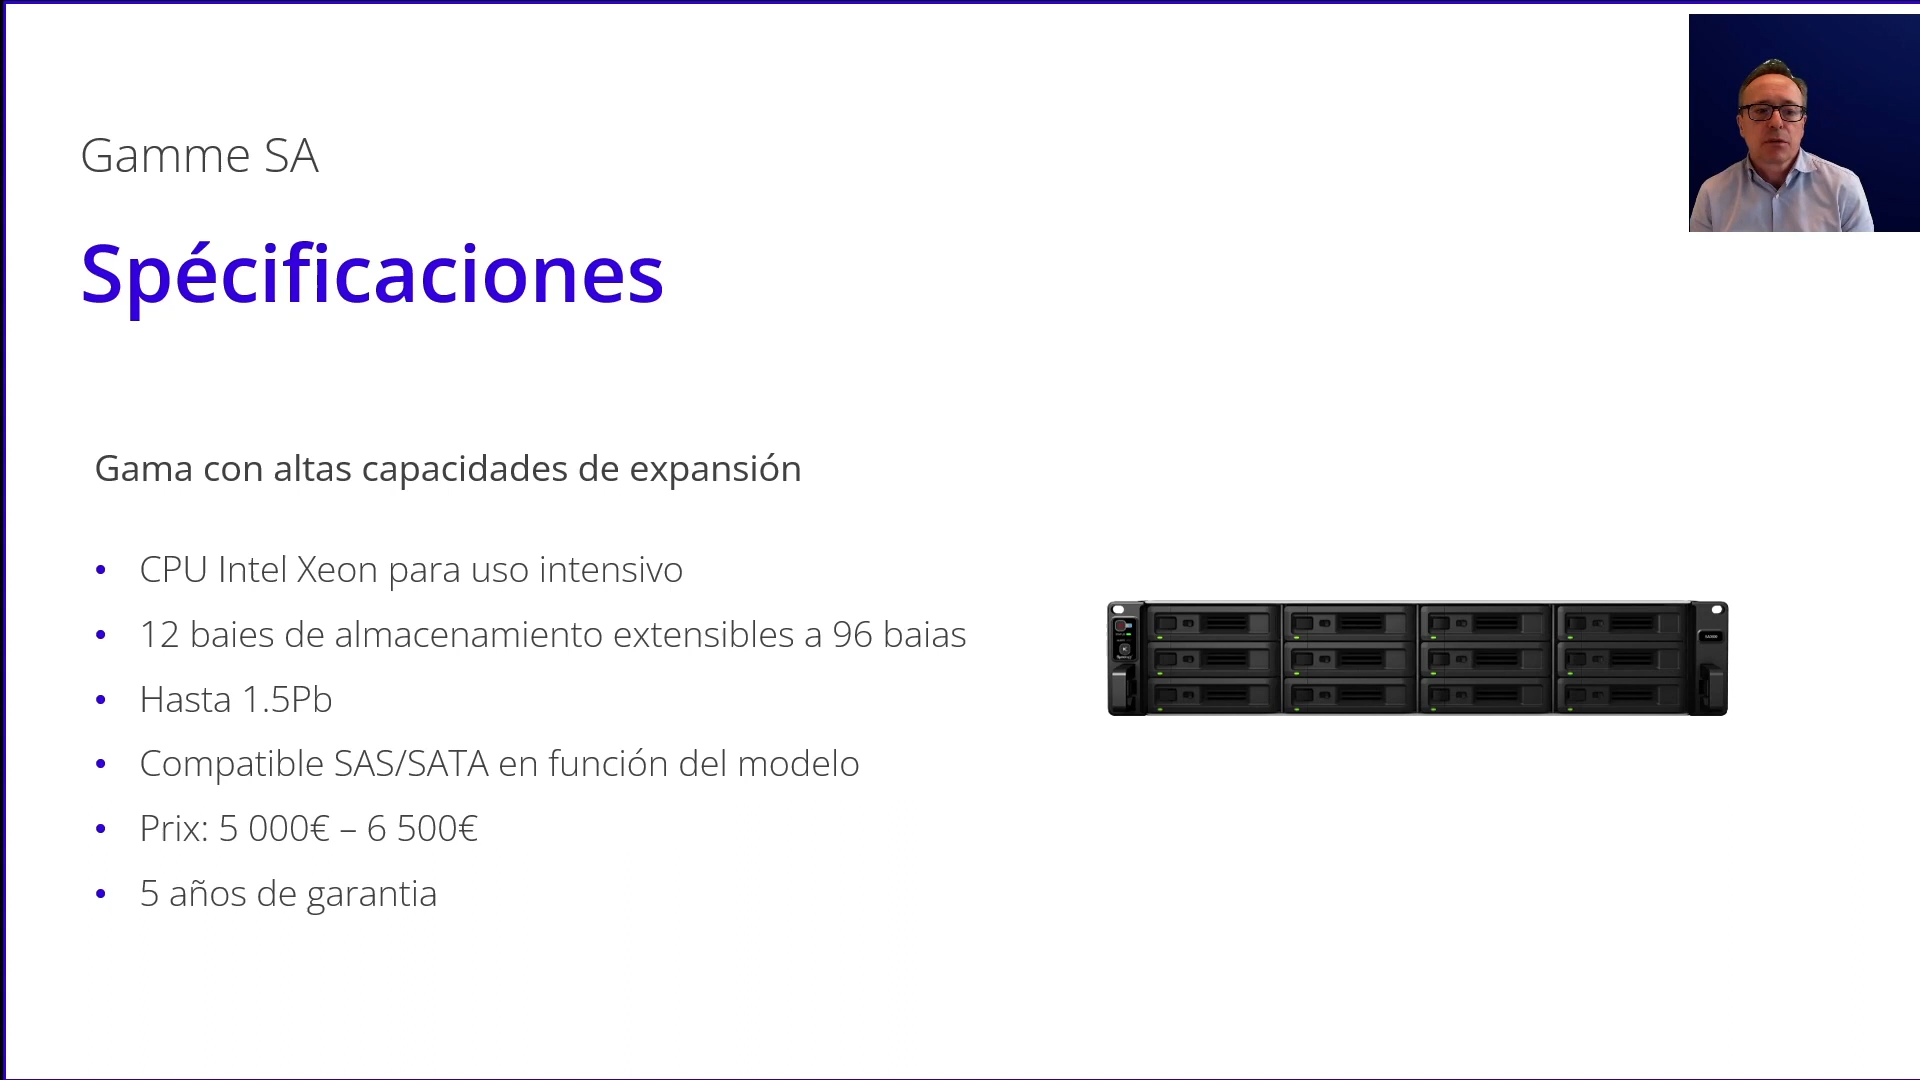 Gamme SA
Spécificaciones
Gama con altas capacidades de expansión
• CPU Intel Xeon para uso intensivo
• 12 baies de almacenamiento extensibles a 96 baias
• Hasta 1.5Pb
• Compatible SAS/SATA en función del modelo
• Prix: 5 000€ – 6 500€
• 5 años de garantia